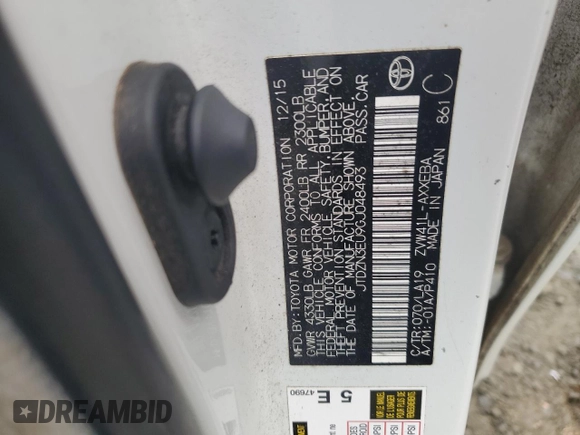 MFD.BY:TOYOTA MOTOR CORPORATION 12/15
GVWR 4330LB GAWR FR 2400LB RR 2300LB
THIS VEHICLE CONFORMS TO ALL APPLICABLE
FEDERAL MOTOR VEHICLE SAFETY, BUMPER, AND
THEFT PREVENTION STANDARDS IN EFFECT ON
THE DATE OF MANUFACTURE SHOWN ABOVE.
PASS.CAR
C/TR:070/LA19 ZVW41L-AXXEBA
A/TM:-01A/P410 MADE IN JAPAN
861
C
TOYOTA
5 E
47690
DREAMBID